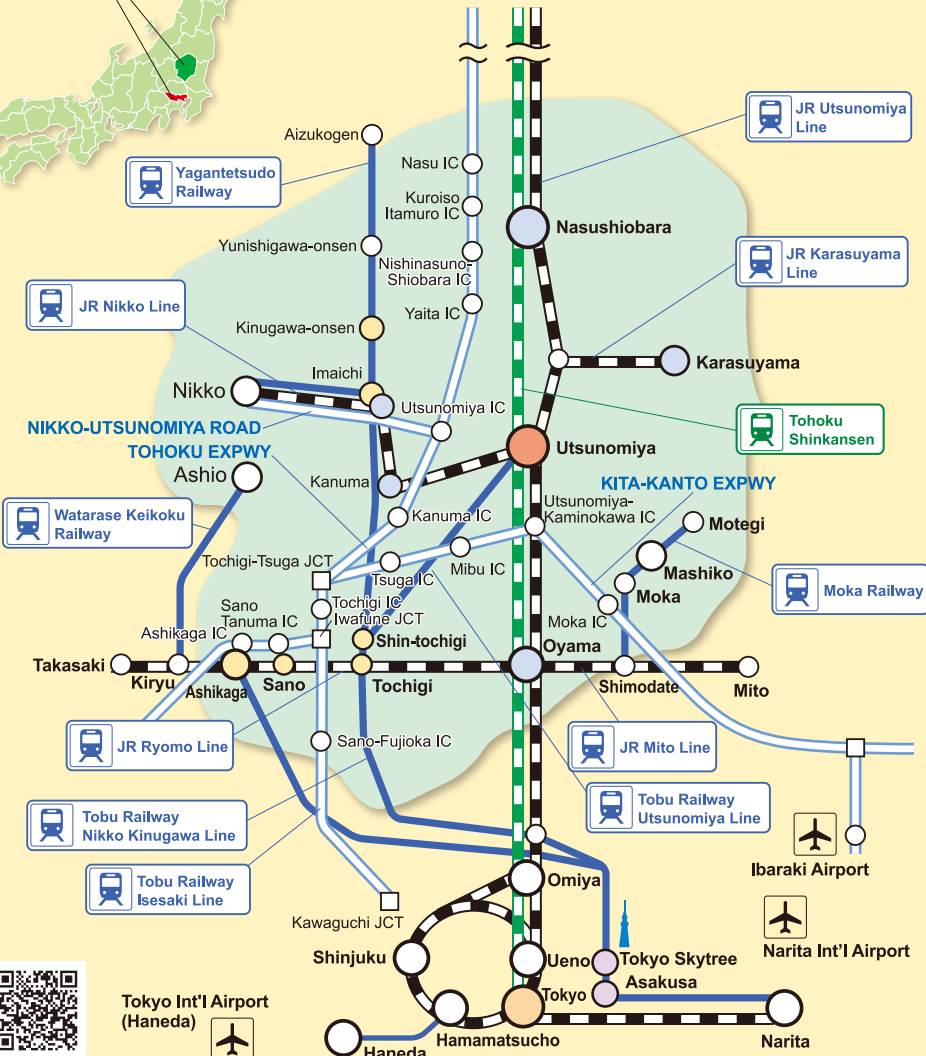 JR Utsunomiya
Line
Aizukogen
Nasu IC
Yagantetsudo
Railway
Kuroiso
Itamuro IC
Nasushiobara
Yunishigawa-onsen
Nishinasuno-
Shiobara IC
JR Karasuyama
Line
JR Nikko Line
Yaita IC
Kinugawa-onsen
Karasuyama
Imaichi
Nikko
Utsunomiya IC
Tohoku
Shinkansen
NIKKO-UTSUNOMIYA ROAD
TOHOKU EXPWY
Utsunomiya
Ashio
Kanuma
KITA-KANTO EXPWY
Utsunomiya-
Kaminokawa IC
Watarase Keikoku
Railway
Kanuma IC
Motegi
Tochigi-Tsuga JCT
Tsuga IC
Mibu IC
Mashiko
Moka
Moka Railway
Tochigi IC
Iwafune JCT
Moka IC
Sano
Tanuma IC
Ashikaga IC
Shin-tochigi
Oyama
Takasaki
Kiryu
Ashikaga
Sano
Tochigi
Shimodate
Mito
JR Ryomo Line
Sano-Fujioka IC
JR Mito Line
Tobu Railway
Nikko Kinugawa Line
Tobu Railway
Utsunomiya Line
Tobu Railway
Isesaki Line
Ibaraki Airport
Omiya
Kawaguchi JCT
Shinjuku
Ueno
Tokyo Skytree
Narita Int'l Airport
Asakusa
Tokyo
Tokyo Int'l Airport
(Haneda)
Hamamatsucho
Narita
Haneda